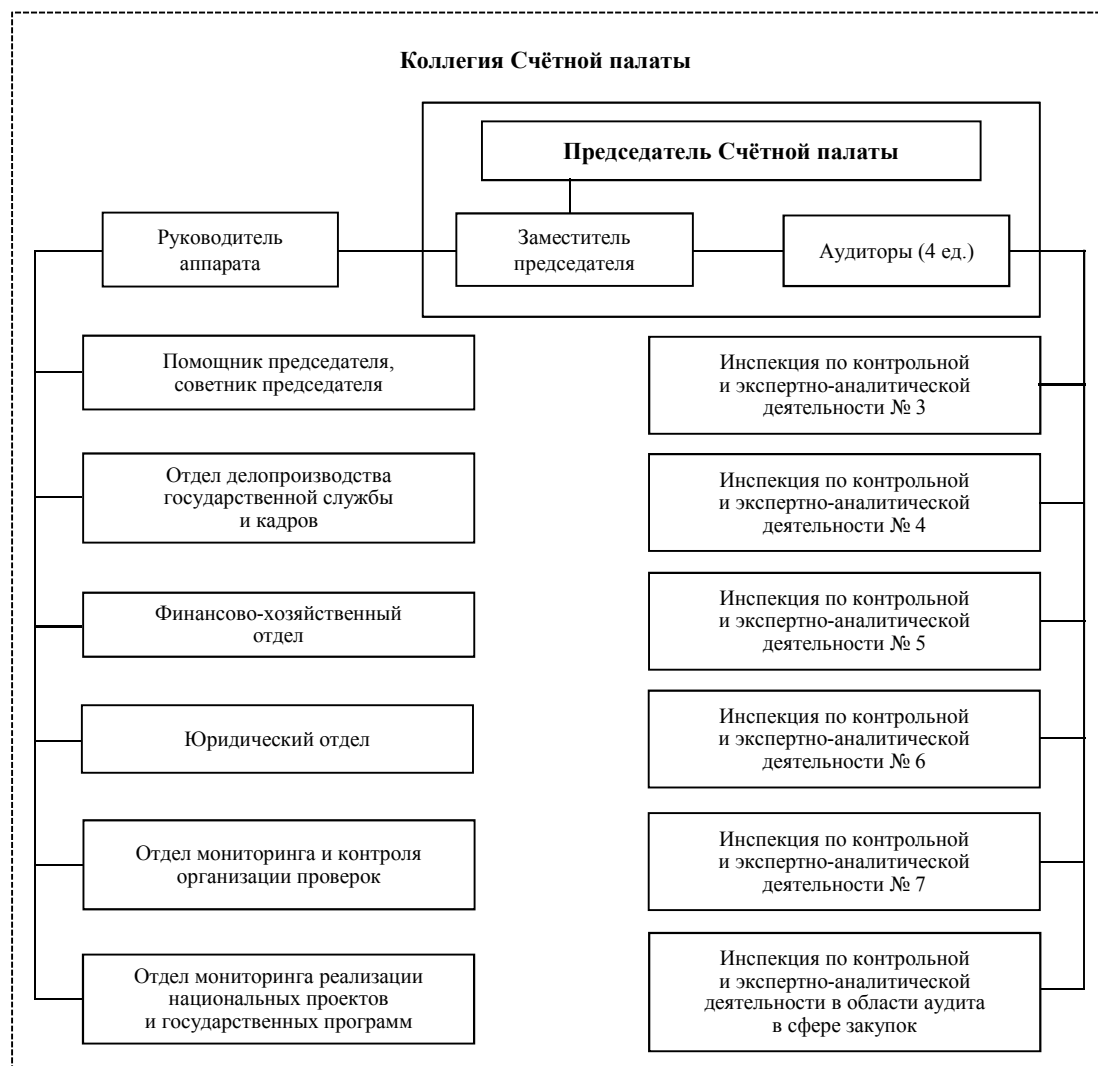 Коллегия Счётной палаты
Председатель Счётной палаты
Руководитель
аппарата
Заместитель
председателя
Аудиторы (4 ед.)
Помощник председателя,
советник председателя
Отдел делопроизводства
государственной службы
и кадров
Финансово-хозяйственный
отдел
Юридический отдел
Отдел мониторинга и контроля
организации проверок
Отдел мониторинга реализации
национальных проектов
и государственных программ
Инспекция по контрольной
и экспертно-аналитической
деятельности № 3
Инспекция по контрольной
и экспертно-аналитической
деятельности № 4
Инспекция по контрольной
и экспертно-аналитической
деятельности № 5
Инспекция по контрольной
и экспертно-аналитической
деятельности № 6
Инспекция по контрольной
и экспертно-аналитической
деятельности № 7
Инспекция по контрольной
и экспертно-аналитической
деятельности в области аудита
в сфере закупок